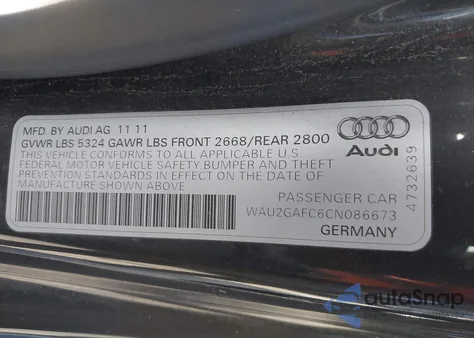 MFD. BY AUDI AG 11 11
GVWR LBS 5324 GAWR LBS FRONT 2668/REAR 2800
THIS VEHICLE CONFORMS TO ALL APPLICABLE U S
FEDERAL MOTOR VEHICLE SAFETY BUMPER AND THEFT
PREVENTION STANDARDS IN EFFECT ON THE DATE OF
MANUFACTURE SHOWN ABOVE
Audi
4732639
PASSENGER CAR
WAU2GAFC6CN086673
GERMANY
autoSnap